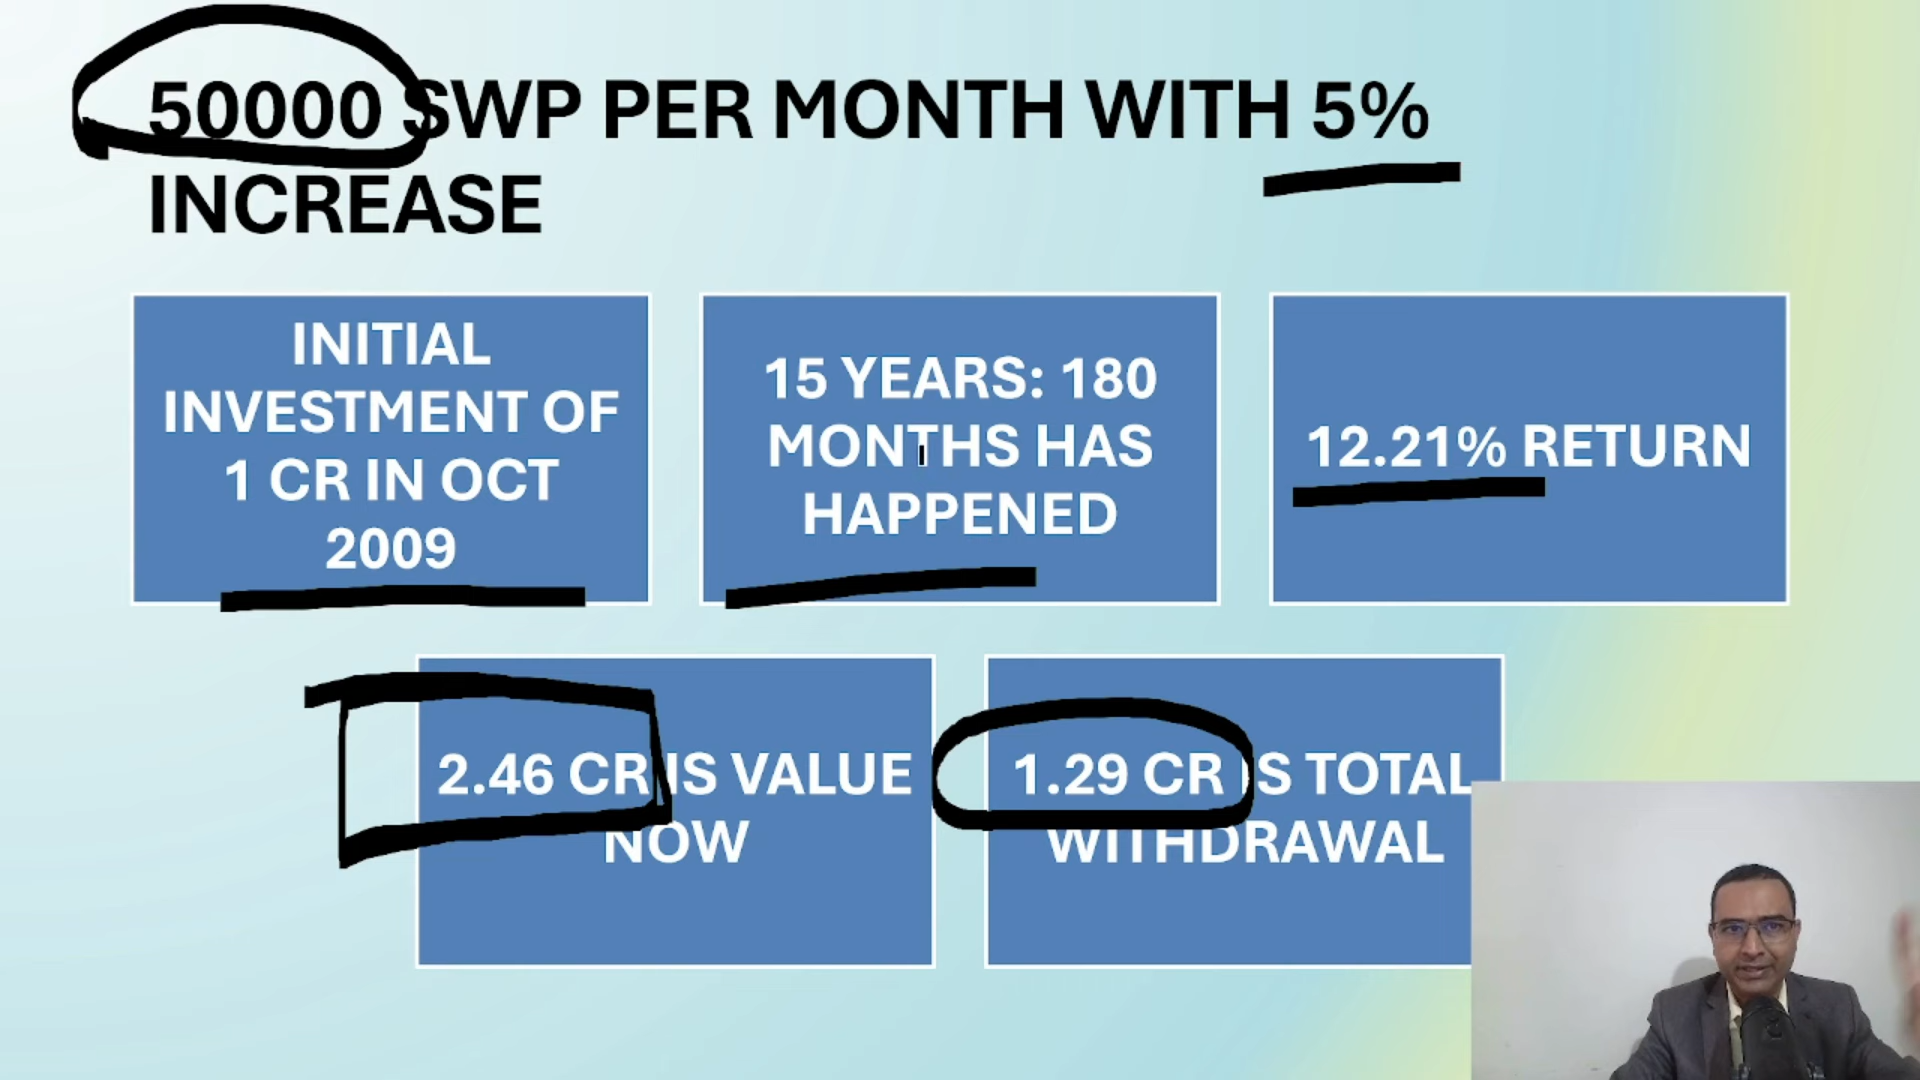 50000 SWP PER MONTH WITH 5%
INCREASE
INITIAL
INVESTMENT OF
1 CR IN OCT
2009
15 YEARS: 180
MONTHS HAS
HAPPENED
12.21% RETURN
2.46 CR IS VALUE
NOW
1.29 CR IS TOTAL
WITHDRAWAL